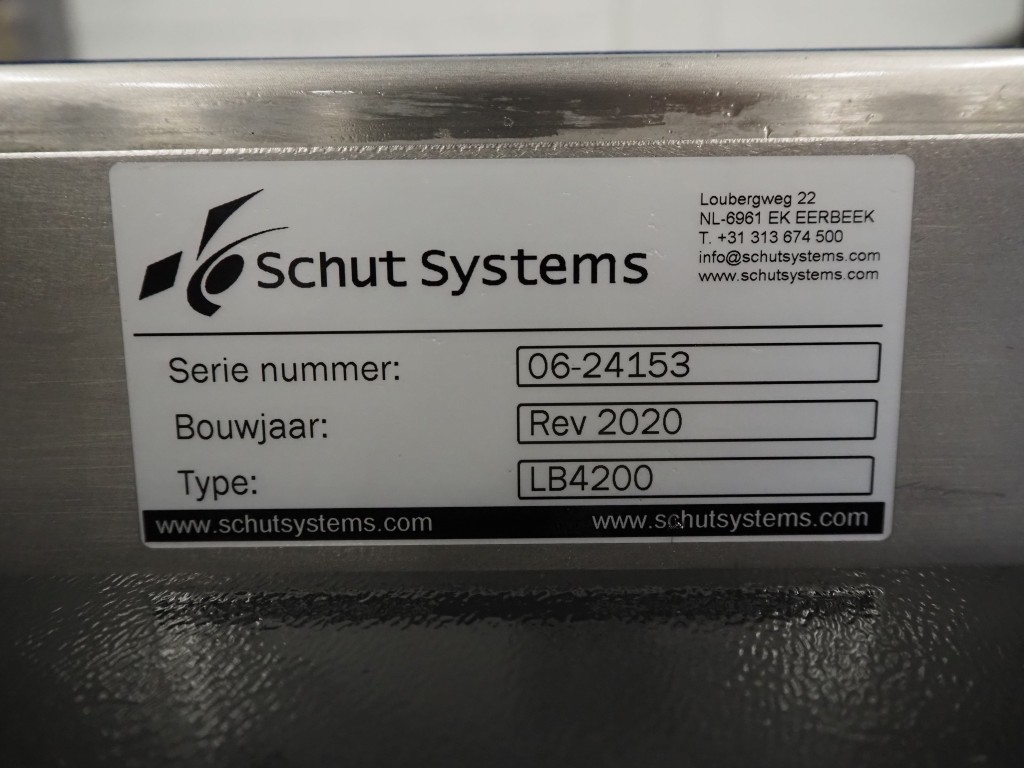 Schut Systems
Loubergweg 22
NL-6961 EK EERBEEK
T. +31 313 674 500
info@schutsystems.com
www.schutsystems.com
Serie nummer: 06-24153
Bouwjaar: Rev 2020
Type: LB4200
www.schutsystems.com www.schutsystems.com